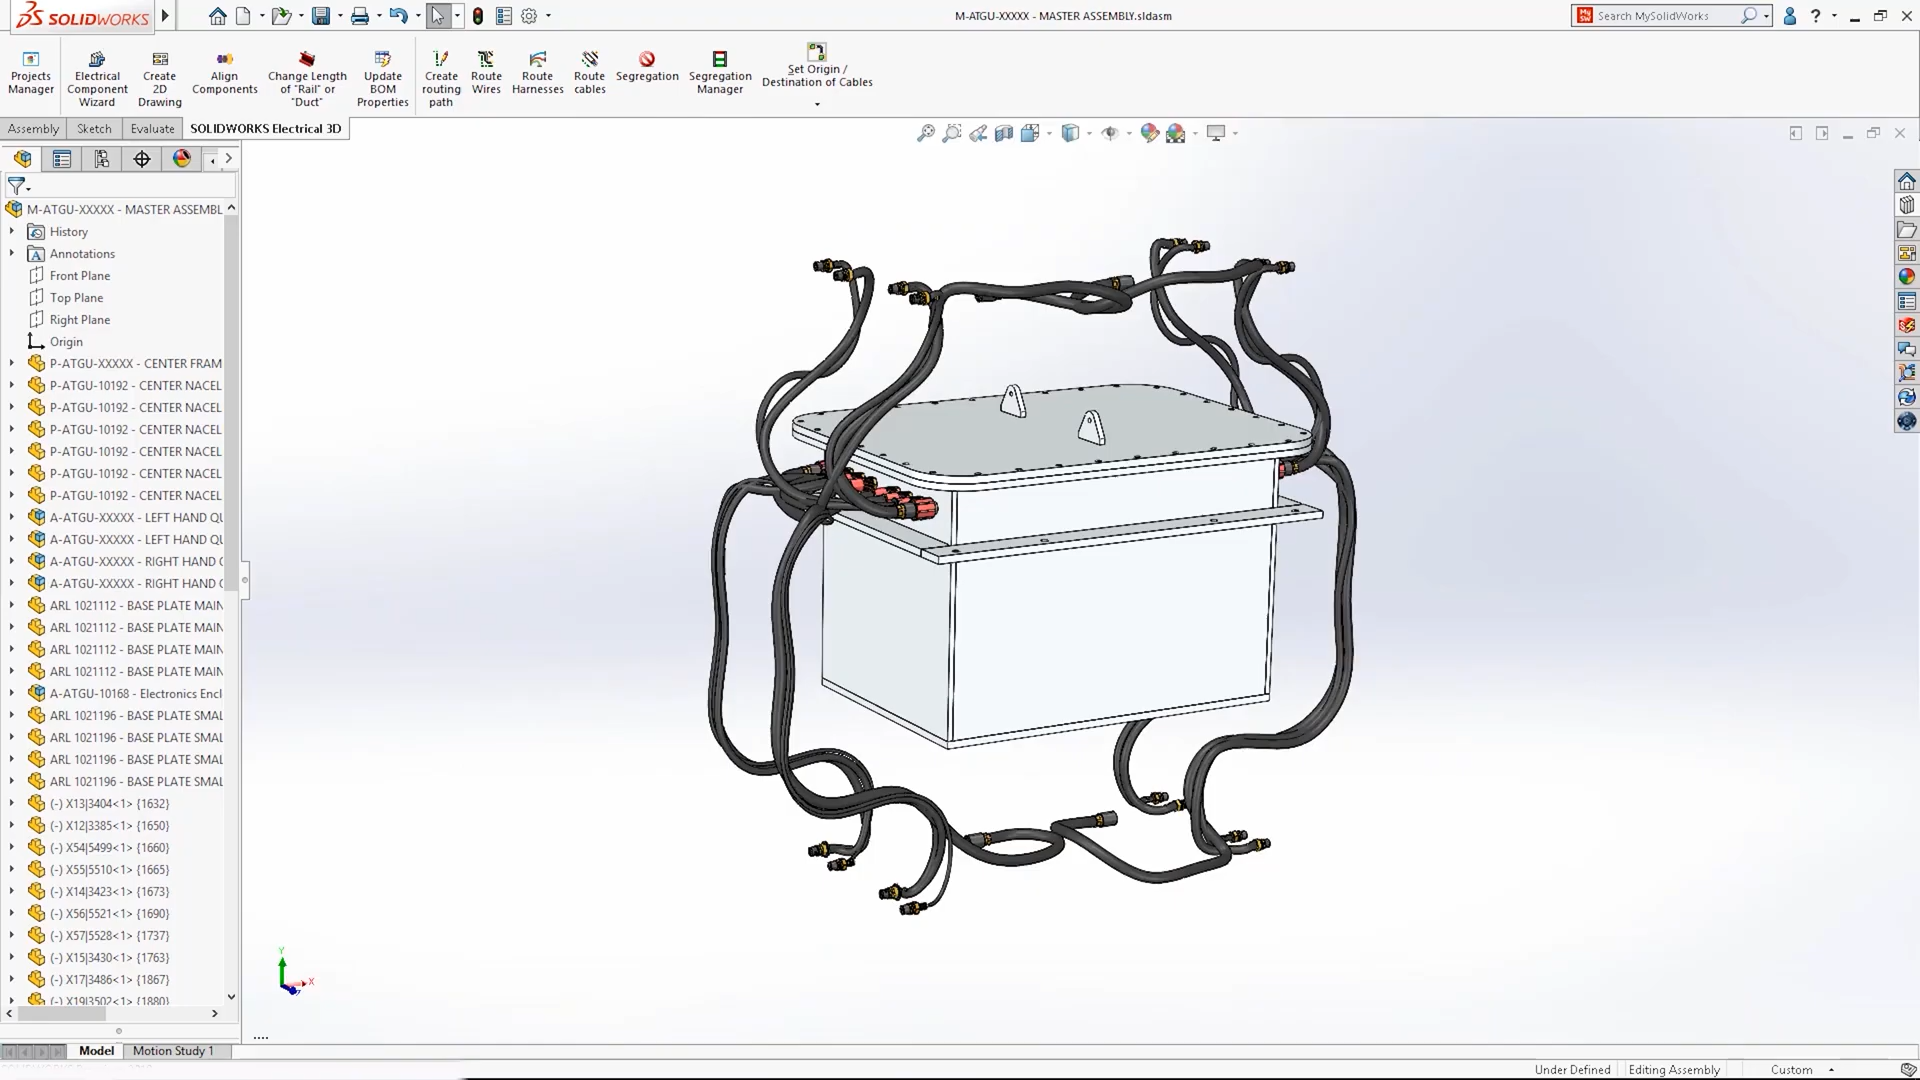 SOLIDWORKS
M-ATGU-XXXXX - MASTER ASSEMBLY.sldasm
Search MySolidWorks
Projects Manager
Electrical Component Wizard
Create 2D Drawing
Align Components
Change Length of "Rail" or "Duct"
Update BOM Properties
Create routing path
Route Wires
Route Harnesses
Route cables
Segregation
Segregation Manager
Set Origin / Destination of Cables
Assembly
Sketch
Evaluate
SOLIDWORKS Electrical 3D
M-ATGU-XXXXX - MASTER ASSEMBL
History
Annotations
Front Plane
Top Plane
Right Plane
Origin
P-ATGU-XXXXX - CENTER FRAM
P-ATGU-10192 - CENTER NACEL
P-ATGU-10192 - CENTER NACEL
P-ATGU-10192 - CENTER NACEL
P-ATGU-10192 - CENTER NACEL
P-ATGU-10192 - CENTER NACEL
P-ATGU-10192 - CENTER NACEL
A-ATGU-XXXXX - LEFT HAND QU
A-ATGU-XXXXX - LEFT HAND QU
A-ATGU-XXXXX - RIGHT HAND
A-ATGU-XXXXX - RIGHT HAND
ARL 1021112 - BASE PLATE MAIN
ARL 1021112 - BASE PLATE MAIN
ARL 1021112 - BASE PLATE MAIN
ARL 1021112 - BASE PLATE MAIN
A-ATGU-10168 - Electronics Encl
ARL 1021196 - BASE PLATE SMAL
ARL 1021196 - BASE PLATE SMAL
ARL 1021196 - BASE PLATE SMAL
ARL 1021196 - BASE PLATE SMAL
(-) X13|3404<1> {1632}
(-) X12|3385<1> {1650}
(-) X54|5499<1> {1660}
(-) X55|5510<1> {1665}
(-) X14|3423<1> {1673}
(-) X56|5521<1> {1690}
(-) X57|5528<1> {1737}
(-) X15|3430<1> {1763}
(-) X17|3486<1> {1867}
(-) X19|3502<1> {1880}
Y
X
Model
Motion Study 1
Under Defined
Editing Assembly
Custom